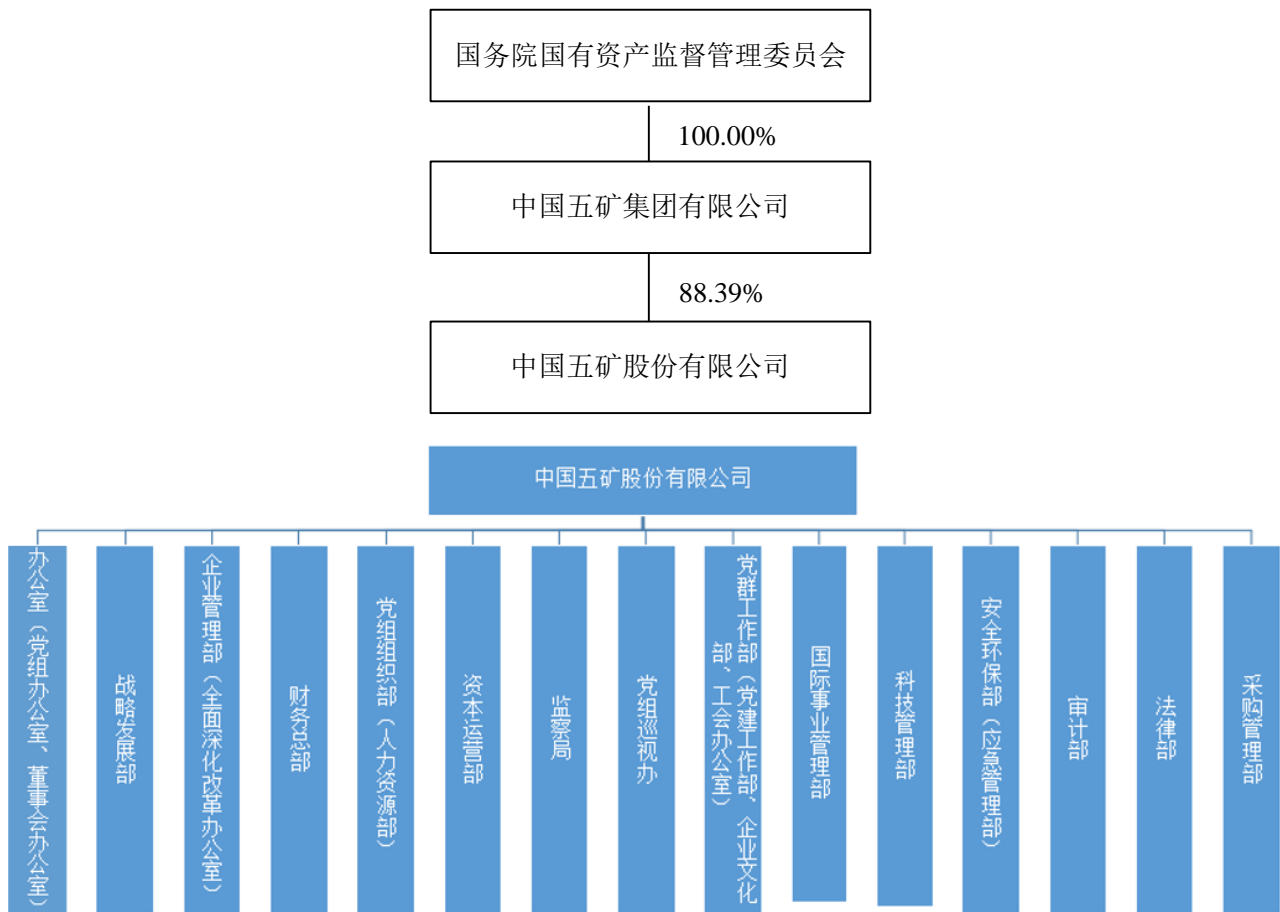 国务院国有资产监督管理委员会
100.00%
中国五矿集团有限公司
88.39%
中国五矿股份有限公司
中国五矿股份有限公司
办公室（党组办公室、董事会办公室）
战略发展部
企业管理部（全面深化改革办公室）
财务总部
党组组织部（人力资源部）
资本运营部
监察局
党组巡视办
党群工作部（党建工作部、企业文化
部、工会办公室）
国际事业管理部
科技管理部
安全环保部（应急管理部）
审计部
法律部
采购管理部